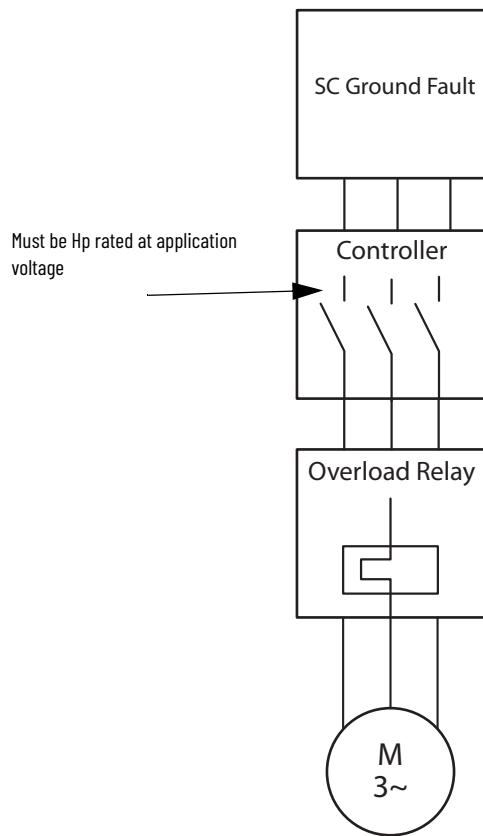 SC Ground Fault
Must be Hp rated at application
voltage
Controller
Overload Relay
M
3~